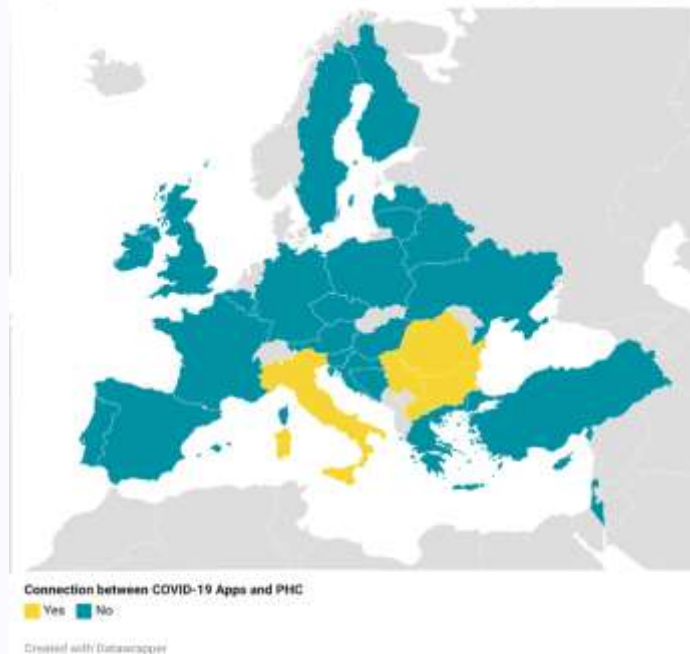 Connection between COVID-19 Apps and PHC
Yes No
Created with Datawrapper